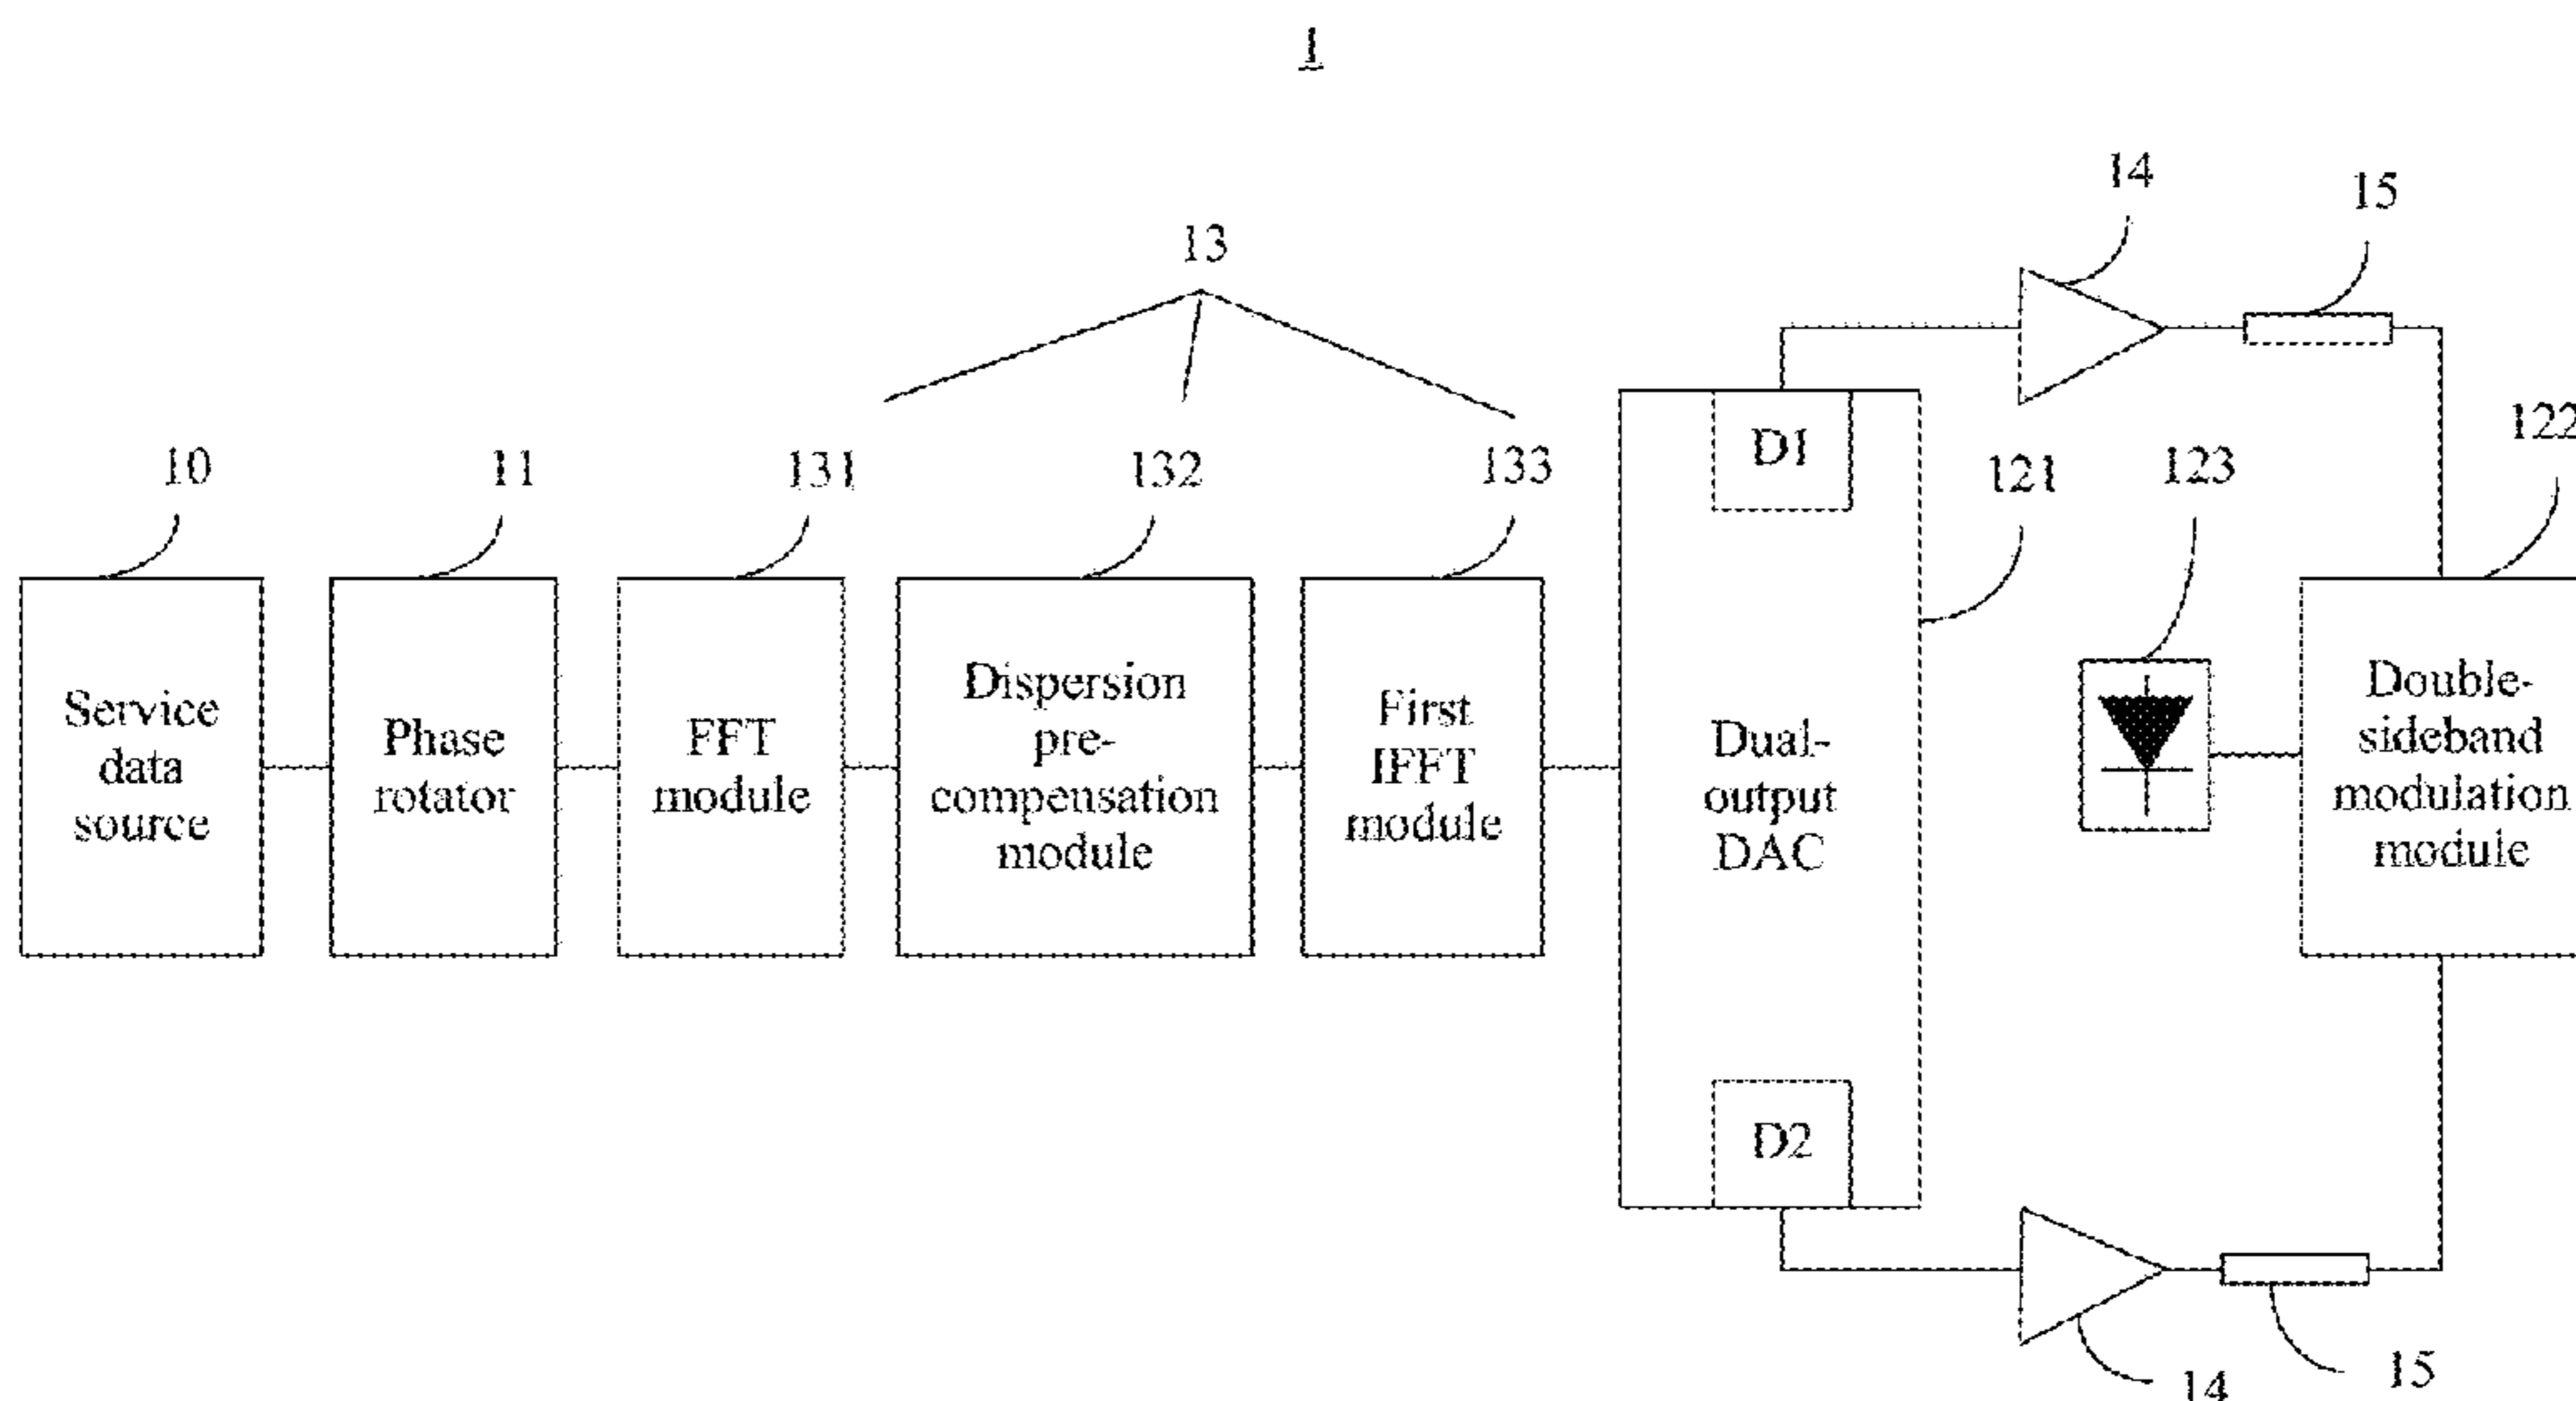 1
14
15
13
122
10
11
131
132
133
D1
121
123
Service
data
source
Phase
rotator
FFT
module
Dispersion
pre-
compensation
module
First
IFFT
module
Dual-
output
DAC
Double-
sideband
modulation
module
D2
14
15